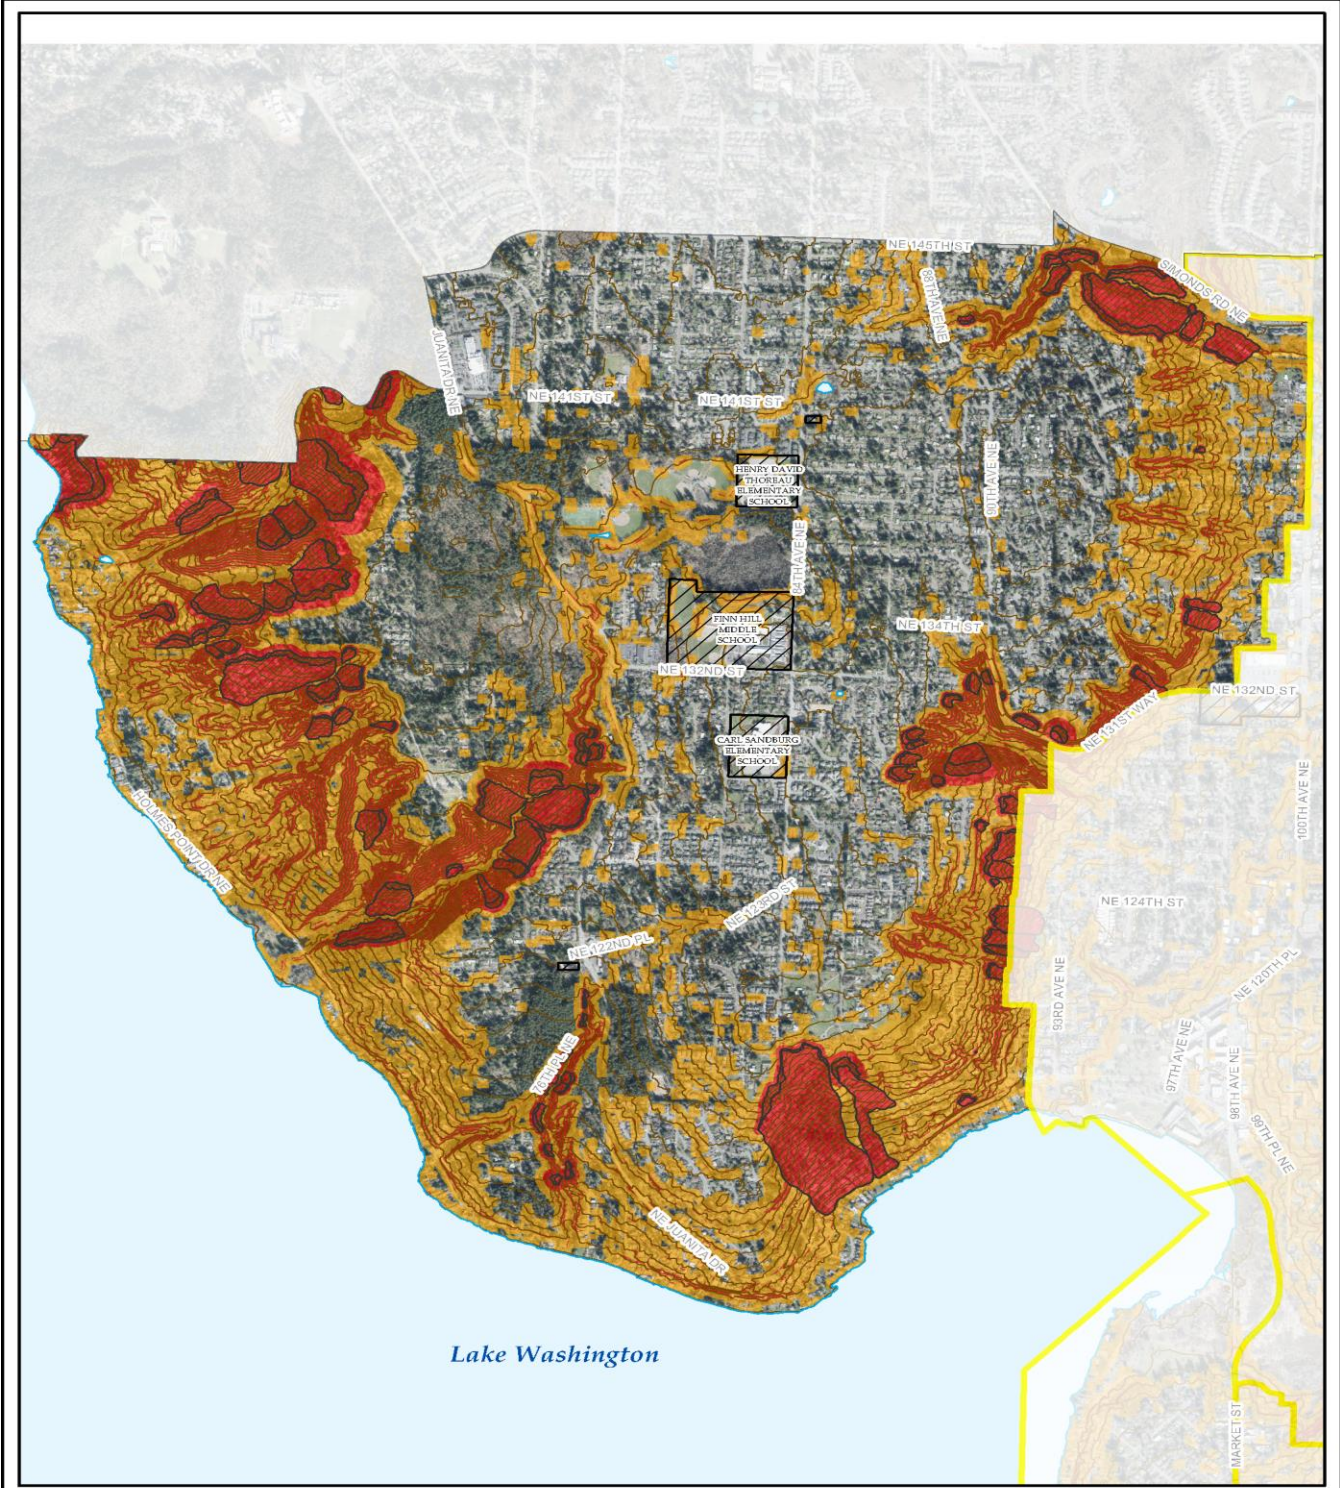 NE 145TH ST
SIMONDS RD NE
88TH AVE NE
JUANITA DR NE
NE 141ST ST
NE 141ST ST
90TH AVE NE
HENRY DAVID
THOREAU
ELEMENTARY
SCHOOL
84TH AVE NE
FINN HILL
MIDDLE
SCHOOL
NE 134TH ST
NE 132ND ST
NE 132ND ST
NE 131ST WAY
CARL SANDBURG
ELEMENTARY
SCHOOL
100TH AVE NE
HOLMES POINT DR NE
NE 123RD ST
NE 124TH ST
NE 122ND PL
NE 120TH PL
93RD AVE NE
76TH PL NE
97TH AVE NE
98TH AVE NE
99TH PL NE
NE JUANITA DR
Lake Washington
MARKET ST